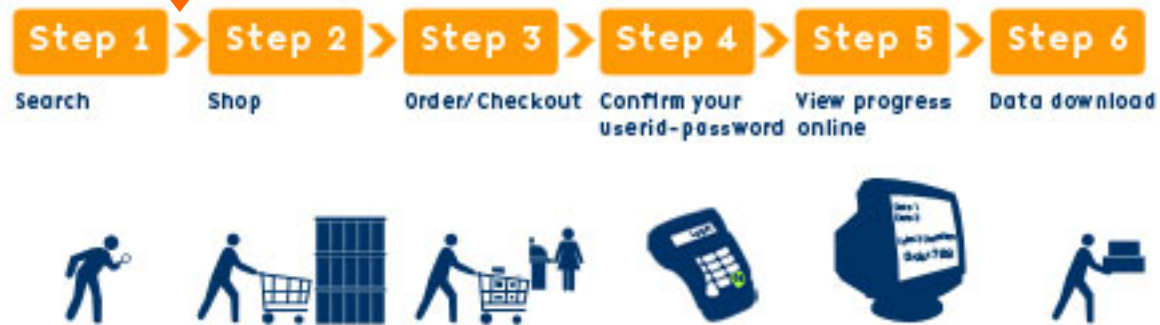 Step 1
Step 2
Step 3
Step 4
Step 5
Step 6
Search
Shop
Order/Checkout
Confirm your
userid-password
View progress
online
Data download